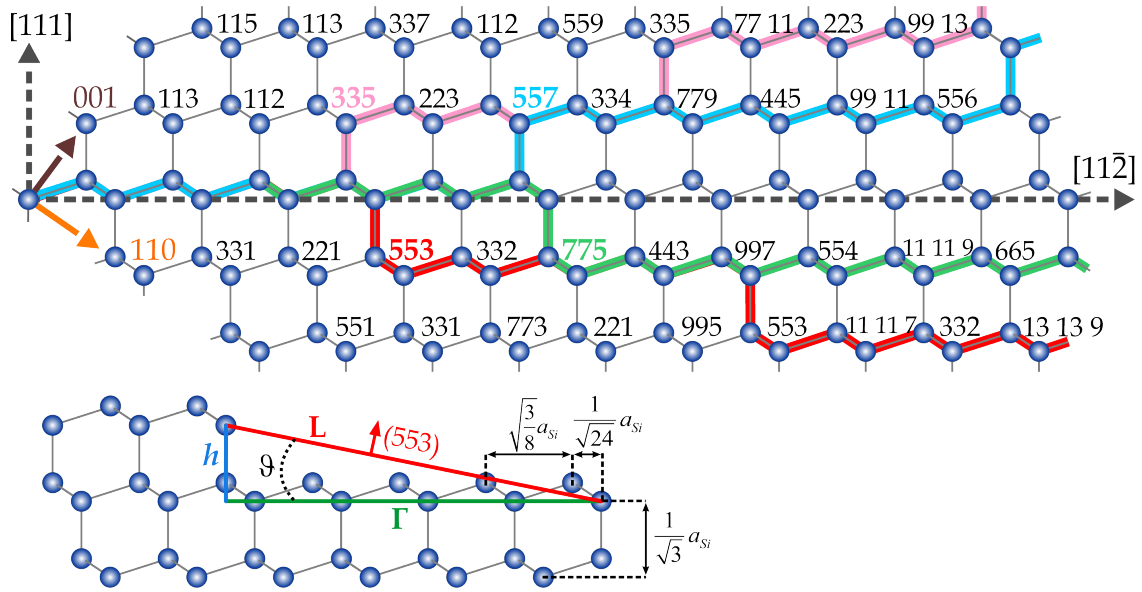 [111]
115 113 337 112 559 335 77 11 223 99 13
001 113 112 335 223 557 334 779 445 99 11 556
[112̅]
110 331 221 553 332 775 443 997 554 11 11 9 665
551 331 773 221 995 553 11 11 7 332 13 13 9
L (553)
h ϑ
Γ
√(3/8) a_Si 1/√24 a_Si
1/√3 a_Si